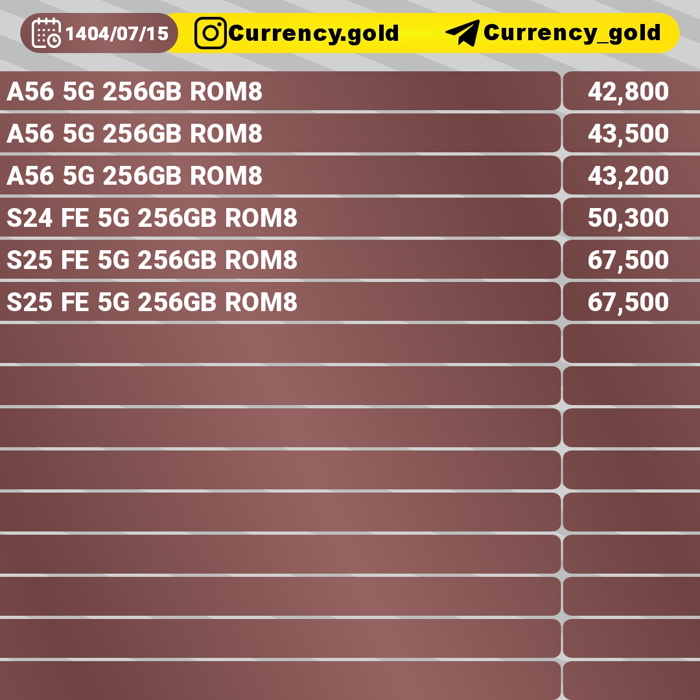 1404/07/15 Currency.gold Currency_gold
A56 5G 256GB ROM8 42,800
A56 5G 256GB ROM8 43,500
A56 5G 256GB ROM8 43,200
S24 FE 5G 256GB ROM8 50,300
S25 FE 5G 256GB ROM8 67,500
S25 FE 5G 256GB ROM8 67,500